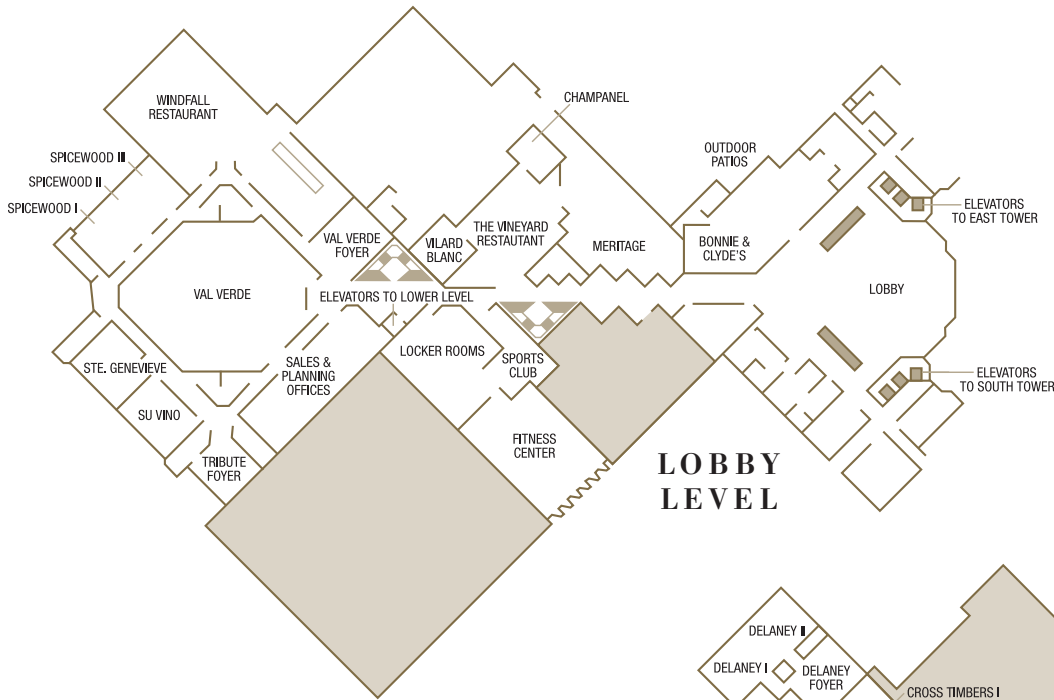 WINDFALL
RESTAURANT
CHAMPANEL
SPICEWOOD III
SPICEWOOD II
SPICEWOOD I
OUTDOOR
PATIOS
ELEVATORS
TO EAST TOWER
VAL VERDE
FOYER
VILARD
BLANC
THE VINEYARD
RESTAUTANT
MERITAGE
BONNIE &
CLYDE'S
VAL VERDE
ELEVATORS TO LOWER LEVEL
LOBBY
STE. GENEVIEVE
SALES &
PLANNING
OFFICES
LOCKER ROOMS
SPORTS
CLUB
ELEVATORS
TO SOUTH TOWER
SU VINO
TRIBUTE
FOYER
FITNESS
CENTER
LOBBY
LEVEL
DELANEY II
DELANEY I
DELANEY
FOYER
CROSS TIMBERS I